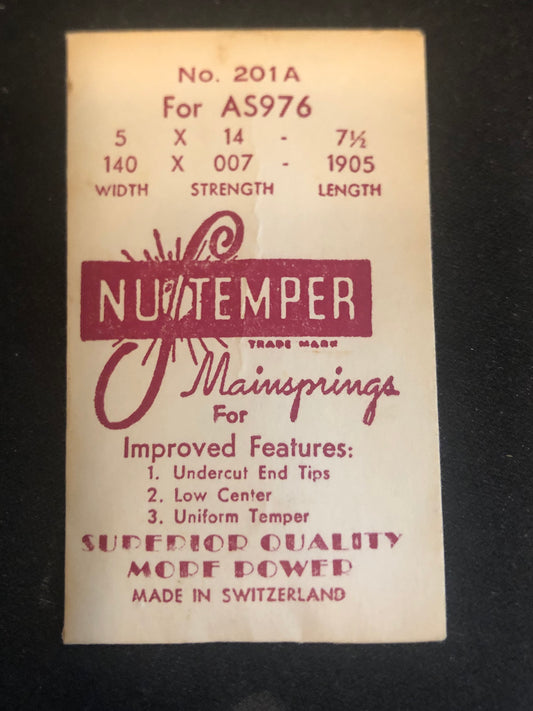 No. 201A
For AS976
5 X 14 - 7½
140 X 007 - 1905
WIDTH STRENGTH LENGTH
NU TEMPER
TRADE MARK
Mainsprings
For
Improved Features:
1. Undercut End Tips
2. Low Center
3. Uniform Temper
SUPERIOR QUALITY
MORE POWER
MADE IN SWITZERLAND